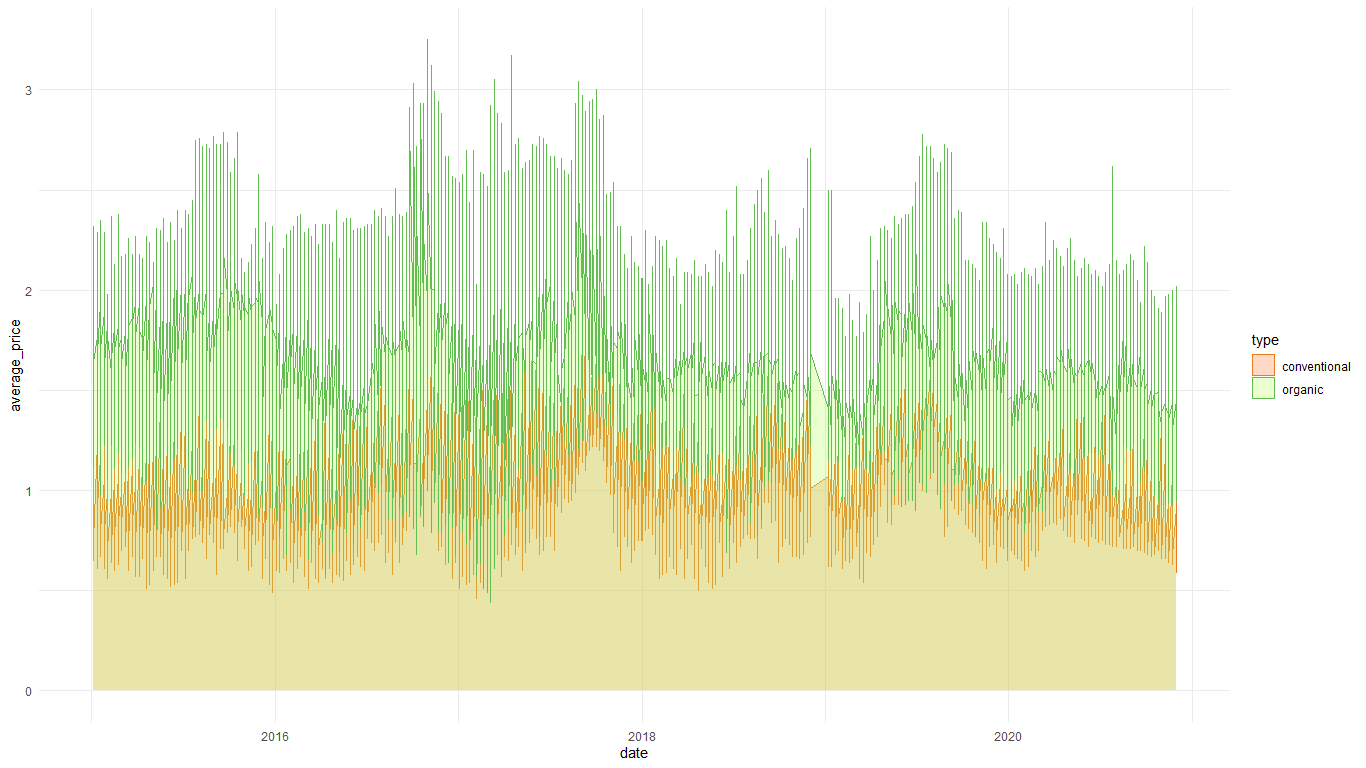 3
2
1
0
average_price
2016
2018
2020
date
type
conventional
organic